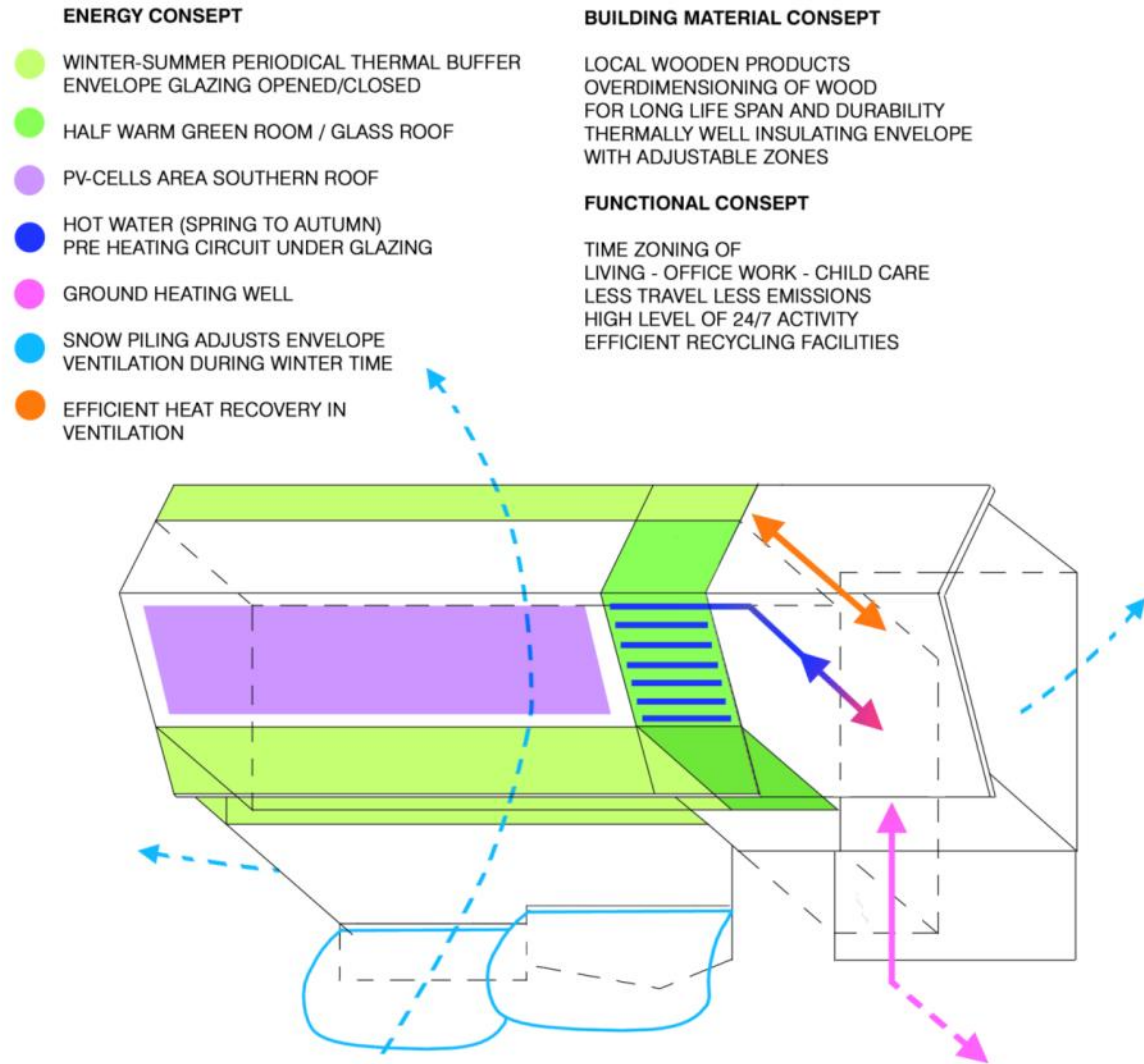 ENERGY CONSEPT
WINTER-SUMMER PERIODICAL THERMAL BUFFER
ENVELOPE GLAZING OPENED/CLOSED
HALF WARM GREEN ROOM / GLASS ROOF
PV-CELLS AREA SOUTHERN ROOF
HOT WATER (SPRING TO AUTUMN)
PRE HEATING CIRCUIT UNDER GLAZING
GROUND HEATING WELL
SNOW PILING ADJUSTS ENVELOPE
VENTILATION DURING WINTER TIME
EFFICIENT HEAT RECOVERY IN
VENTILATION
BUILDING MATERIAL CONCEPT
LOCAL WOODEN PRODUCTS
OVERDIMENSIONING OF WOOD
FOR LONG LIFE SPAN AND DURABILITY
THERMALLY WELL INSULATING ENVELOPE
WITH ADJUSTABLE ZONES
FUNCTIONAL CONCEPT
TIME ZONING OF
LIVING - OFFICE WORK - CHILD CARE
LESS TRAVEL LESS EMISSIONS
HIGH LEVEL OF 24/7 ACTIVITY
EFFICIENT RECYCLING FACILITIES